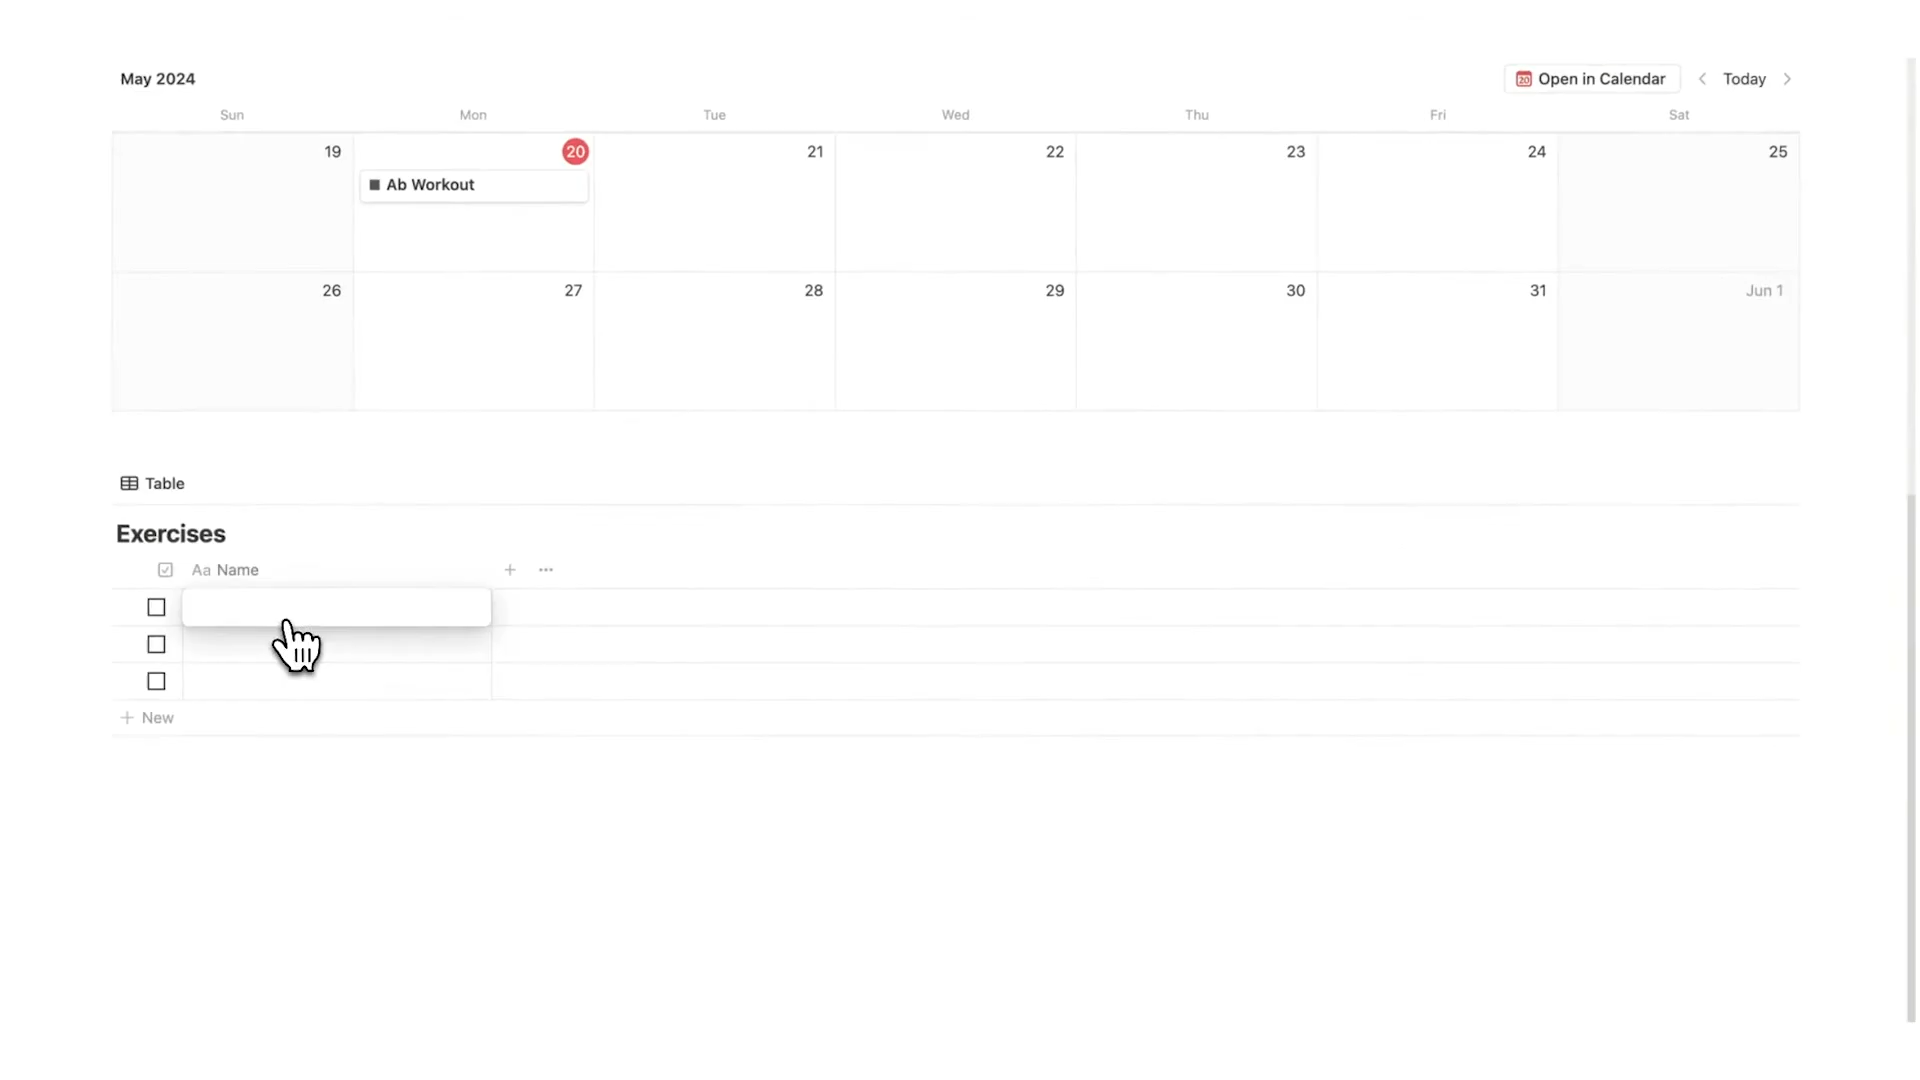 May 2024
Open in Calendar
Today
Sun Mon Tue Wed Thu Fri Sat
19 20 21 22 23 24 25
Ab Workout
26 27 28 29 30 31 Jun 1
Table
Exercises
Aa Name
New